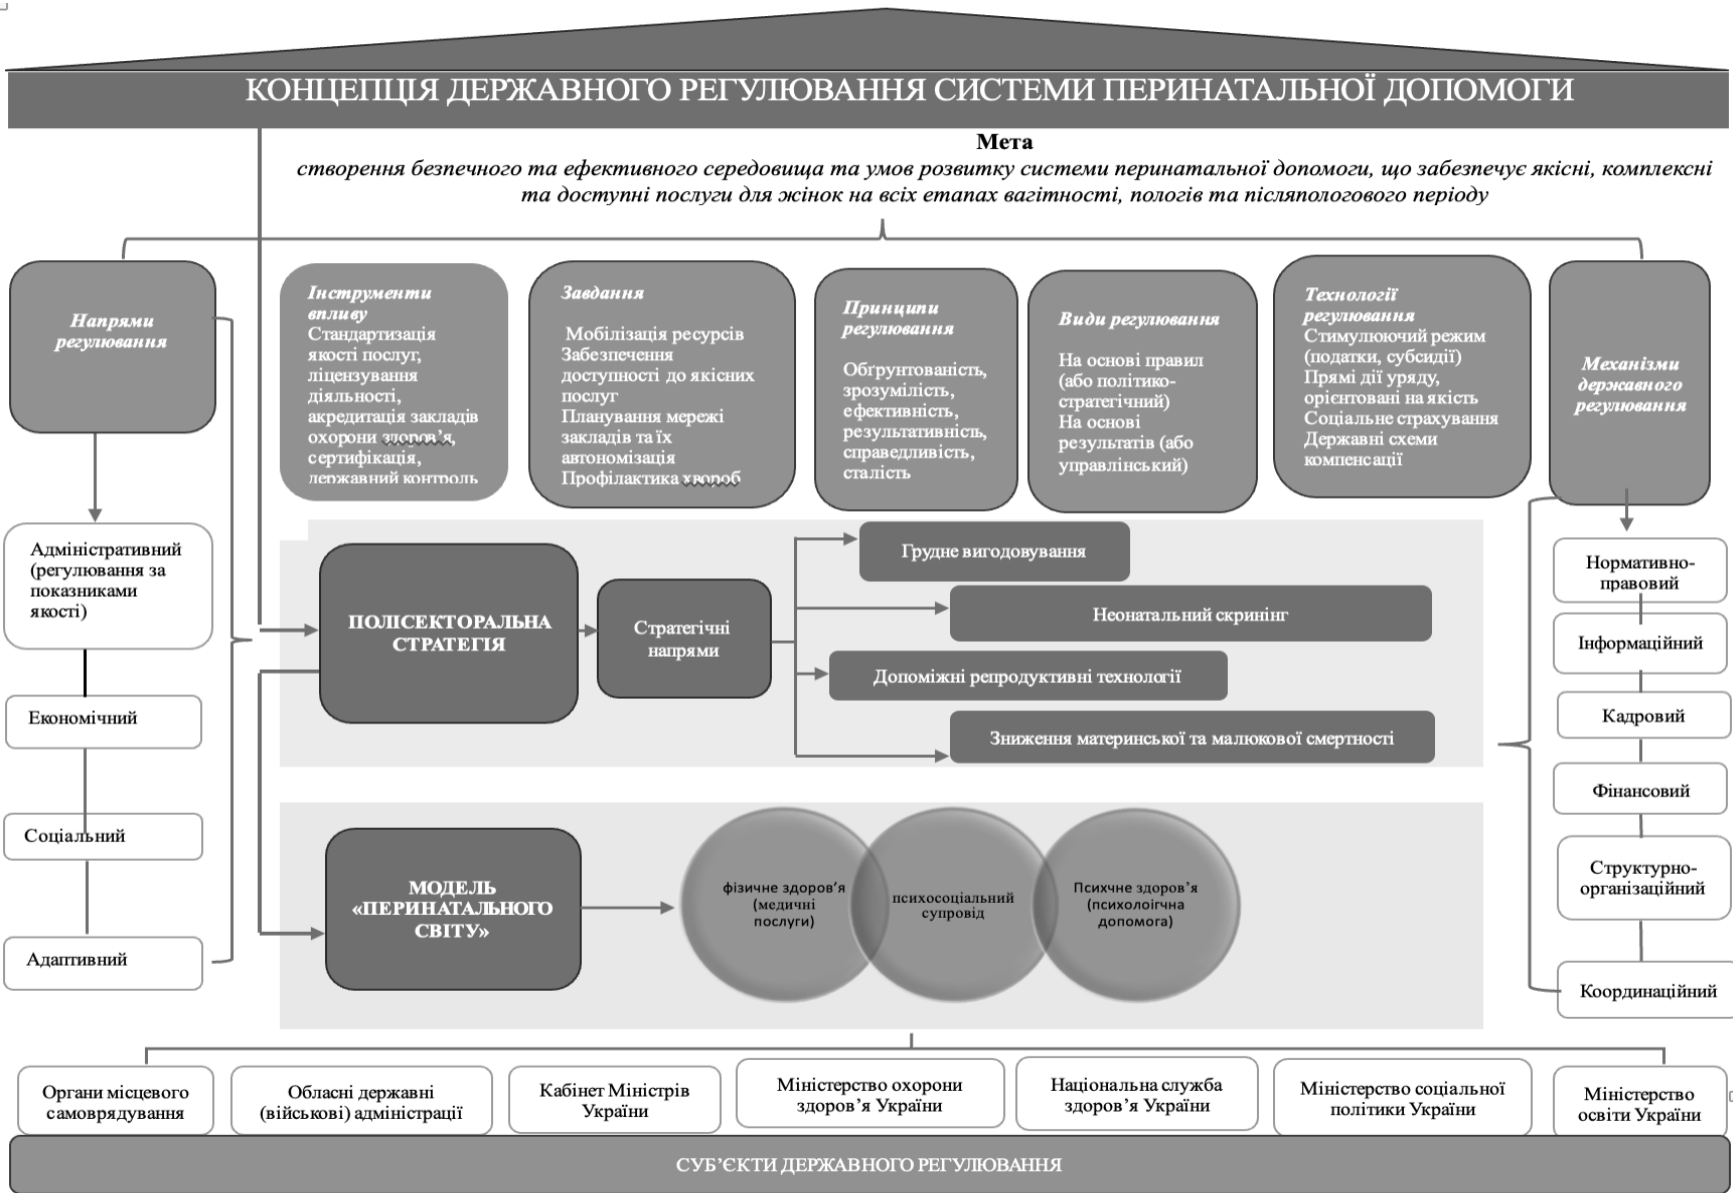 КОНЦЕПЦІЯ ДЕРЖАВНОГО РЕГУЛЮВАННЯ СИСТЕМИ ПЕРИНАТАЛЬНОЇ ДОПОМОГИ
Мета
створення безпечного та ефективного середовища та умов розвитку системи перинатальної допомоги, що забезпечує якісні, комплексні
та доступні послуги для жінок на всіх етапах вагітності, пологів та післяпологового періоду
Напрями
регулювання
Інструменти
впливу
Стандартизація
якості послуг,
ліцензування
діяльності,
акредитація закладів
охорони здоров’я,
сертифікація,
державний контроль
Завдання
Мобілізація ресурсів
Забезпечення
доступності до якісних
послуг
Планування мережі
закладів та їх
автономізація
Профілактика хвороб
Принципи
регулювання
Обґрунтованість,
зрозумілість,
ефективність,
результативність,
справедливість,
сталість
Види регулювання
На основі правил
(або політико-
стратегічний)
На основі
результатів (або
управлінський)
Технології
регулювання
Стимулюючий режим
(податки, субсидії)
Прямі дії уряду,
орієнтовані на якість
Соціальне страхування
Державні схеми
компенсації
Механізми
державного
регулювання
Адміністративний
(регулювання за
показниками
якості)
Економічний
Соціальний
Адаптивний
ПОЛІСЕКТОРАЛЬНА
СТРАТЕГІЯ
Стратегічні
напрями
Грудне вигодовування
Неонатальний скринінг
Допоміжні репродуктивні технології
Зниження материнської та малюкової смертності
МОДЕЛЬ
«ПЕРИНАТАЛЬНОГО
СВІТУ»
фізичне здоров’я
(медичні
послуги)
психосоціальний
супровід
Психчне здоров’я
(психолоігчна
допомога)
Нормативно-
правовий
Інформаційний
Кадровий
Фінансовий
Структурно-
організаційний
Координаційний
Органи місцевого
самоврядування
Обласні державні
(військові) адміністрації
Кабінет Міністрів
України
Міністерство охорони
здоров’я України
Національна служба
здоров’я України
Міністерство соціальної
політики України
Міністерство
освіти України
СУБ’ЄКТИ ДЕРЖАВНОГО РЕГУЛЮВАННЯ